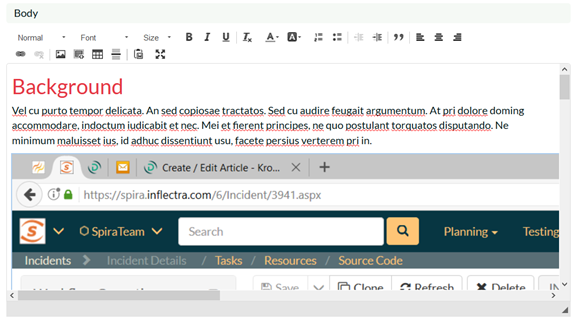 Body
Normal Font Size B I U Ix A A
Background
Vel cu purto tempor delicata. An sed copiosae tractatos. Sed cu audire feugait argumentum. At pri dolore doming
accommodare, indoctum iudicabit et nec. Mei et fierent principes, ne quo postulant torquatos disputando. Ne
minimum maluisset ius, id adhuc dissentiunt usu, facete persius verterem pri in.
Create / Edit Article - Kro...
https://spira.inflectra.com/6/Incident/3941.aspx
SpiraTeam Search Planning Testing
Incidents Incident Details / Tasks / Resources / Source Code
Save Clone Refresh Delete